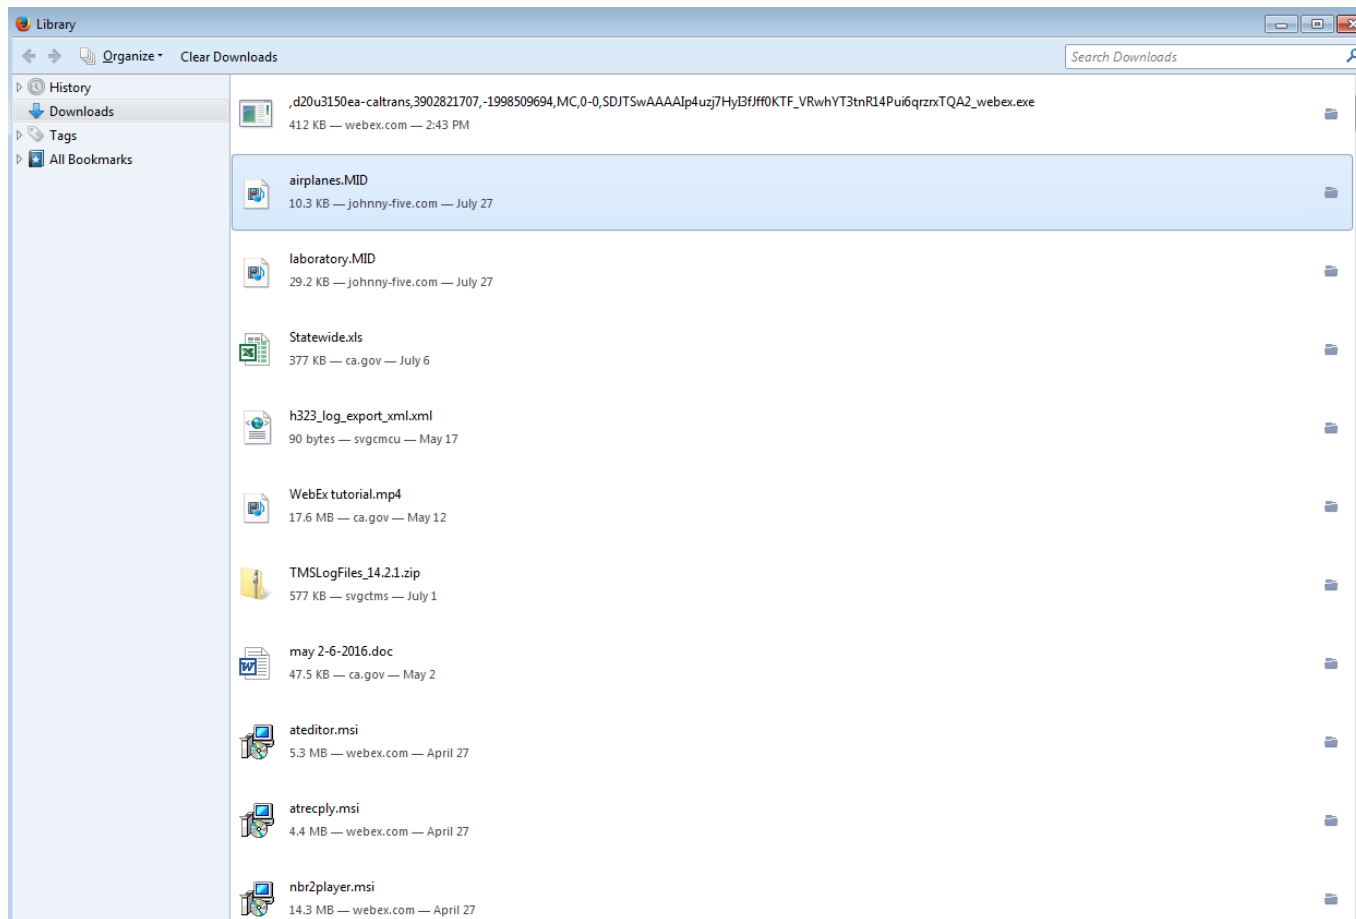 Library
Organize
Clear Downloads
Search Downloads
History
Downloads
Tags
All Bookmarks
,d20u3150ea-caltrans,3902821707,-1998509694,MC,0-0,SDJTSwAAAAIp4uzj7HyI3fJff0KTF_VRwhYT3tnR14Pui6qrzrxTQA2_webex.exe
412 KB — webex.com — 2:43 PM
airplanes.MID
10.3 KB — johnny-five.com — July 27
laboratory.MID
29.2 KB — johnny-five.com — July 27
Statewide.xls
377 KB — ca.gov — July 6
h323_log_export_xml.xml
90 bytes — svgcmcu — May 17
WebEx tutorial.mp4
17.6 MB — ca.gov — May 12
TMSLogFiles_14.2.1.zip
577 KB — svgctms — July 1
may 2-6-2016.doc
47.5 KB — ca.gov — May 2
ateditor.msi
5.3 MB — webex.com — April 27
atrecply.msi
4.4 MB — webex.com — April 27
nbr2player.msi
14.3 MB — webex.com — April 27